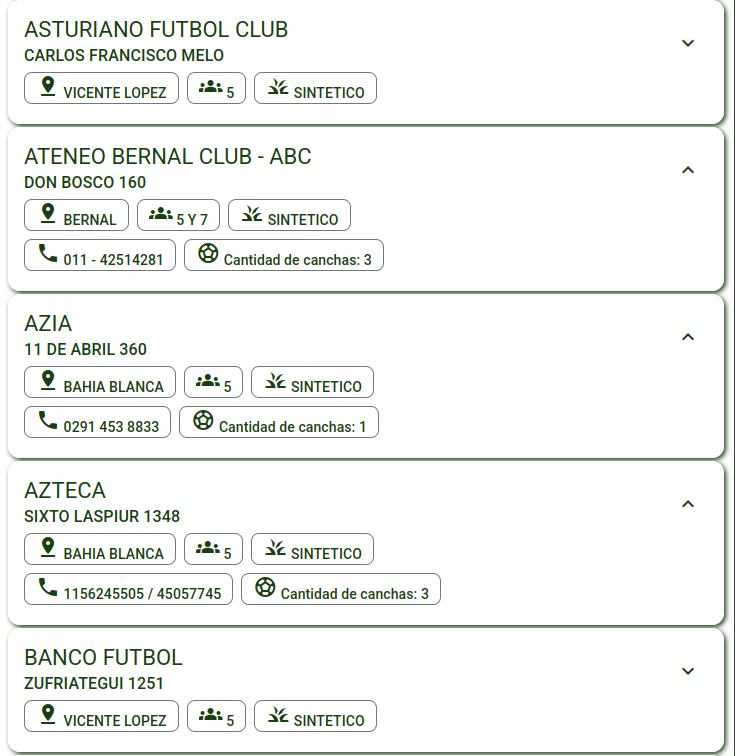 ASTURIANO FUTBOL CLUB
CARLOS FRANCISCO MELO
VICENTE LOPEZ 5 SINTETICO
ATENEO BERNAL CLUB - ABC
DON BOSCO 160
BERNAL 5 Y 7 SINTETICO
011 - 42514281 Cantidad de canchas: 3
AZIA
11 DE ABRIL 360
BAHIA BLANCA 5 SINTETICO
0291 453 8833 Cantidad de canchas: 1
AZTECA
SIXTO LASPIUR 1348
BAHIA BLANCA 5 SINTETICO
1156245505 / 45057745 Cantidad de canchas: 3
BANCO FUTBOL
ZUFRIATEGUI 1251
VICENTE LOPEZ 5 SINTETICO